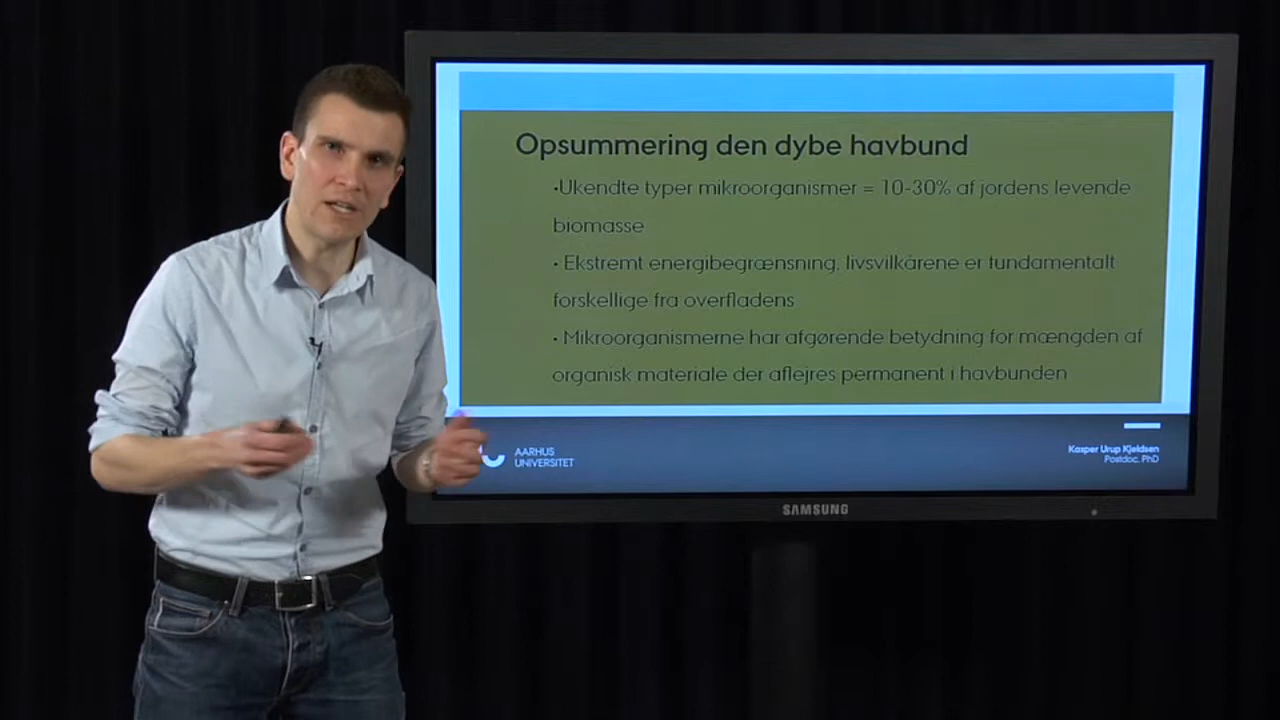 Opsummering den dybe havbund
•Ukendte typer mikroorganismer = 10-30% af jordens levende
biomasse
• Ekstremt energibegrænsning, livsvilkårene er fundamentalt
forskellige fra overfladens
• Mikroorganismerne har afgørende betydning for mængden af
organisk materiale der aflejres permanent i havbunden
AARHUS
UNIVERSITET
Kasper Urup Kjeldsen
Postdoc, PhD
SAMSUNG